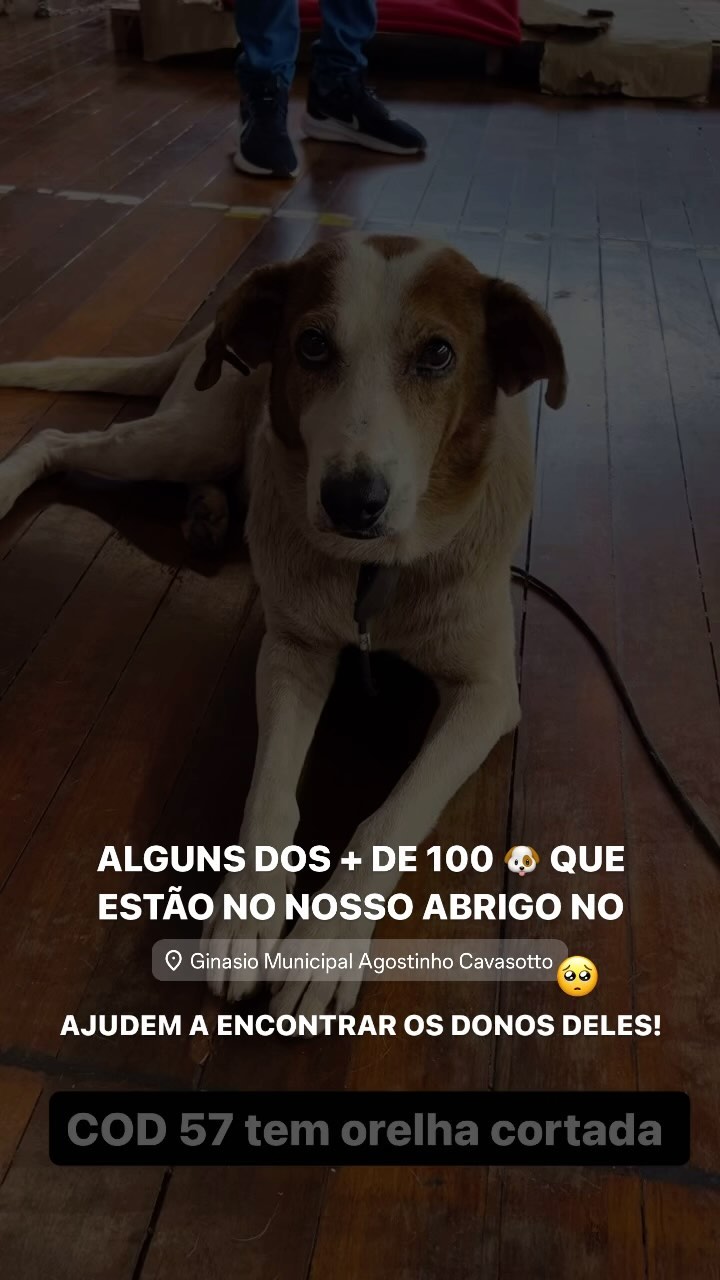 ALGUNS DOS + DE 100 🐶 QUE
ESTÃO NO NOSSO ABRIGO NO
Ginasio Municipal Agostinho Cavasotto 🥺
AJUDEM A ENCONTRAR OS DONOS DELES!
COD 57 tem orelha cortada